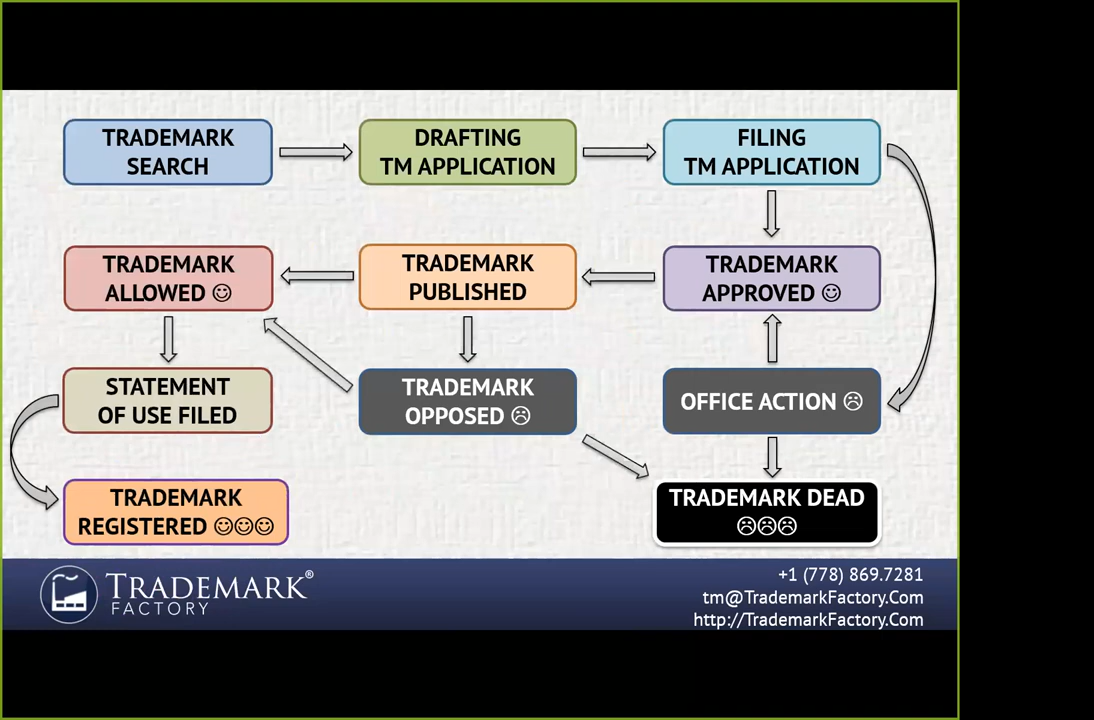 TRADEMARK
SEARCH
DRAFTING
TM APPLICATION
FILING
TM APPLICATION
TRADEMARK
ALLOWED ☺
TRADEMARK
PUBLISHED
TRADEMARK
APPROVED ☺
STATEMENT
OF USE FILED
TRADEMARK
OPPOSED ☹
OFFICE ACTION ☹
TRADEMARK
REGISTERED ☺☺☺
TRADEMARK DEAD
☹☹☹
TRADEMARK®
FACTORY
+1 (778) 869.7281
tm@TrademarkFactory.Com
http://TrademarkFactory.Com